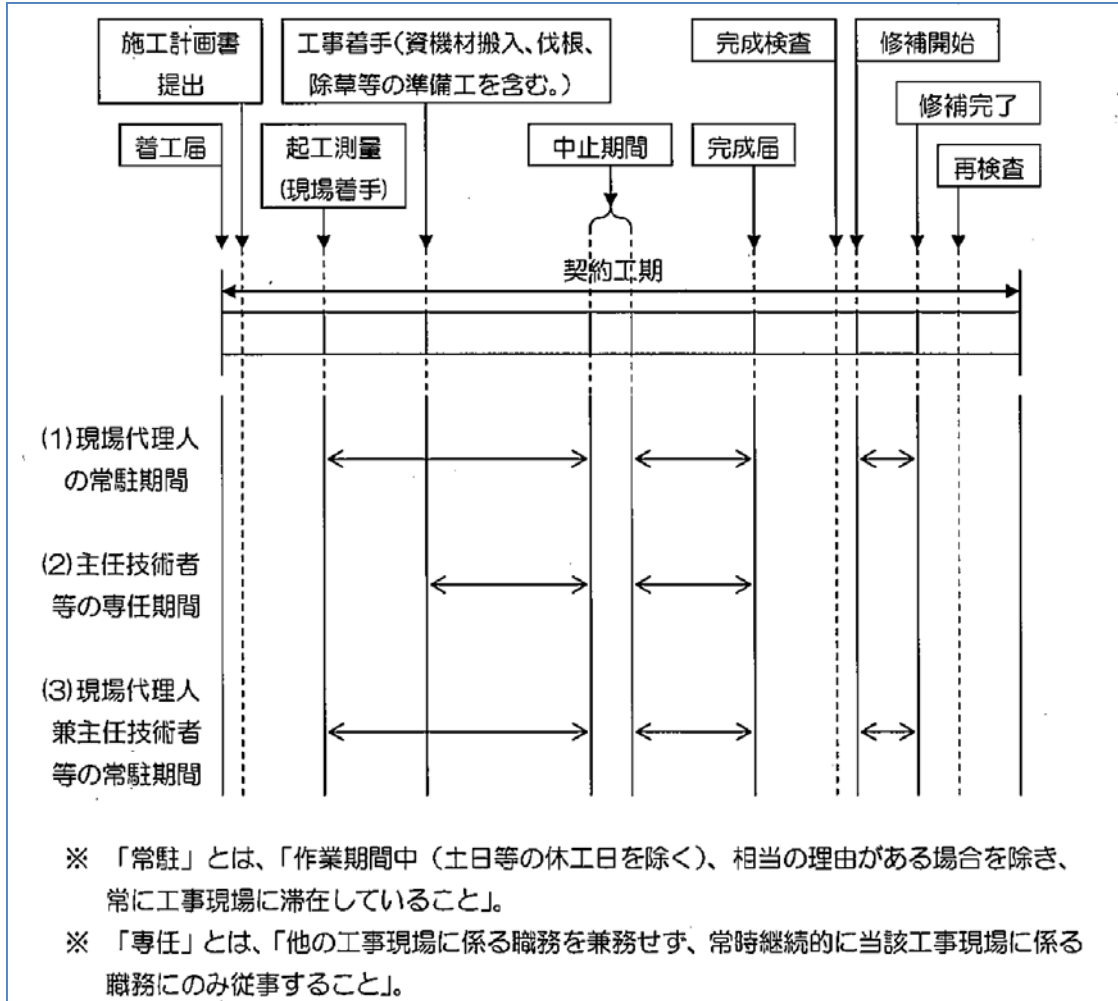 施工計画書
提出
工事着手(資機材搬入、伐根、
除草等の準備工を含む。)
完成検査
修補開始
修補完了
着工届
起工測量
(現場着手)
中止期間
完成届
再検査
契約工期
(1)現場代理人
の常駐期間
(2)主任技術者
等の専任期間
(3)現場代理人
兼主任技術者
等の常駐期間
※ 「常駐」とは、「作業期間中(土日等の休工日を除く)、相当の理由がある場合を除き、
常に工事現場に滞在していること」。
※ 「専任」とは、「他の工事現場に係る職務を兼務せず、常時継続的に当該工事現場に係る
職務にのみ従事すること」。